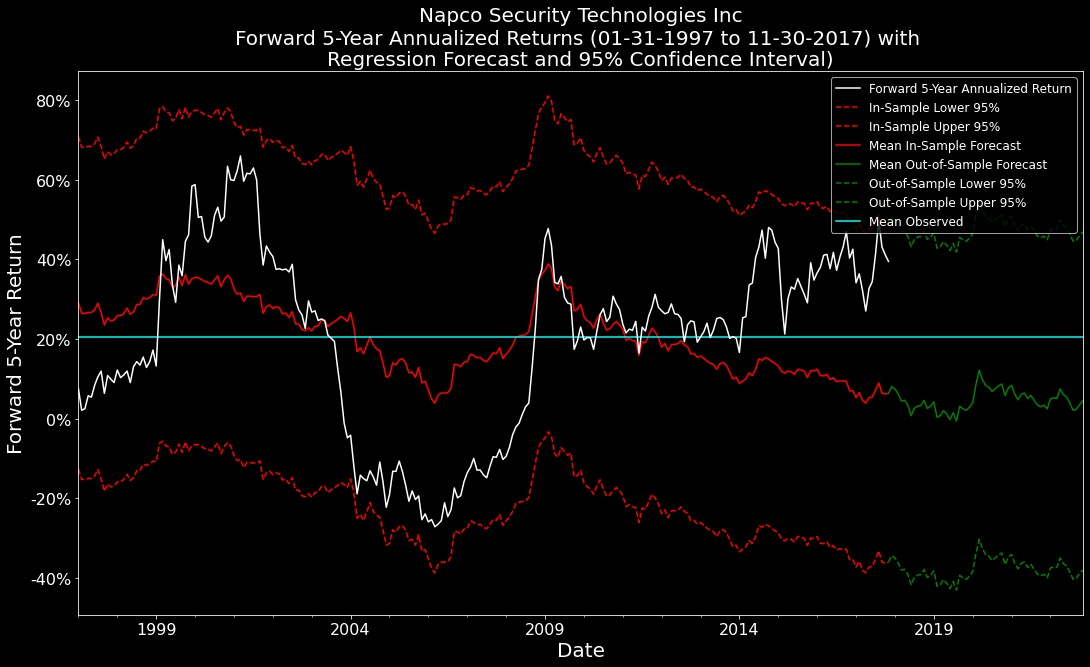 Napco Security Technologies Inc
Forward 5-Year Annualized Returns (01-31-1997 to 11-30-2017) with
Regression Forecast and 95% Confidence Interval)
Forward 5-Year Annualized Return
In-Sample Lower 95%
In-Sample Upper 95%
Mean In-Sample Forecast
Mean Out-of-Sample Forecast
Out-of-Sample Lower 95%
Out-of-Sample Upper 95%
Mean Observed
Forward 5-Year Return
80%
60%
40%
20%
0%
-20%
-40%
1999
2004
2009
2014
2019
Date